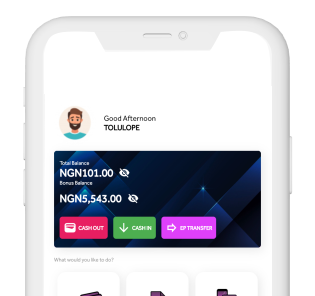 Good Afternoon
TOLULOPE
Total Balance
NGN101.00
Bonus Balance
NGN5,543.00
CASH OUT
CASH IN
EP TRANSFER
What would you like to do?